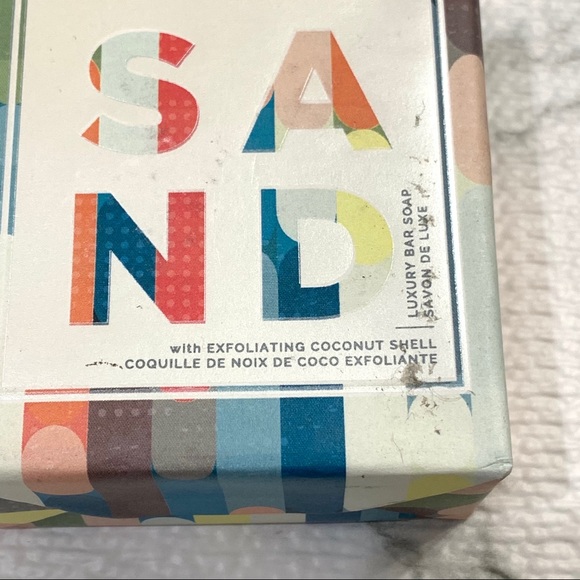 SA
ND
LUXURY BAR SOAP
SAVON DE LUXE
with EXFOLIATING COCONUT SHELL
COQUILLE DE NOIX DE COCO EXFOLIANTE